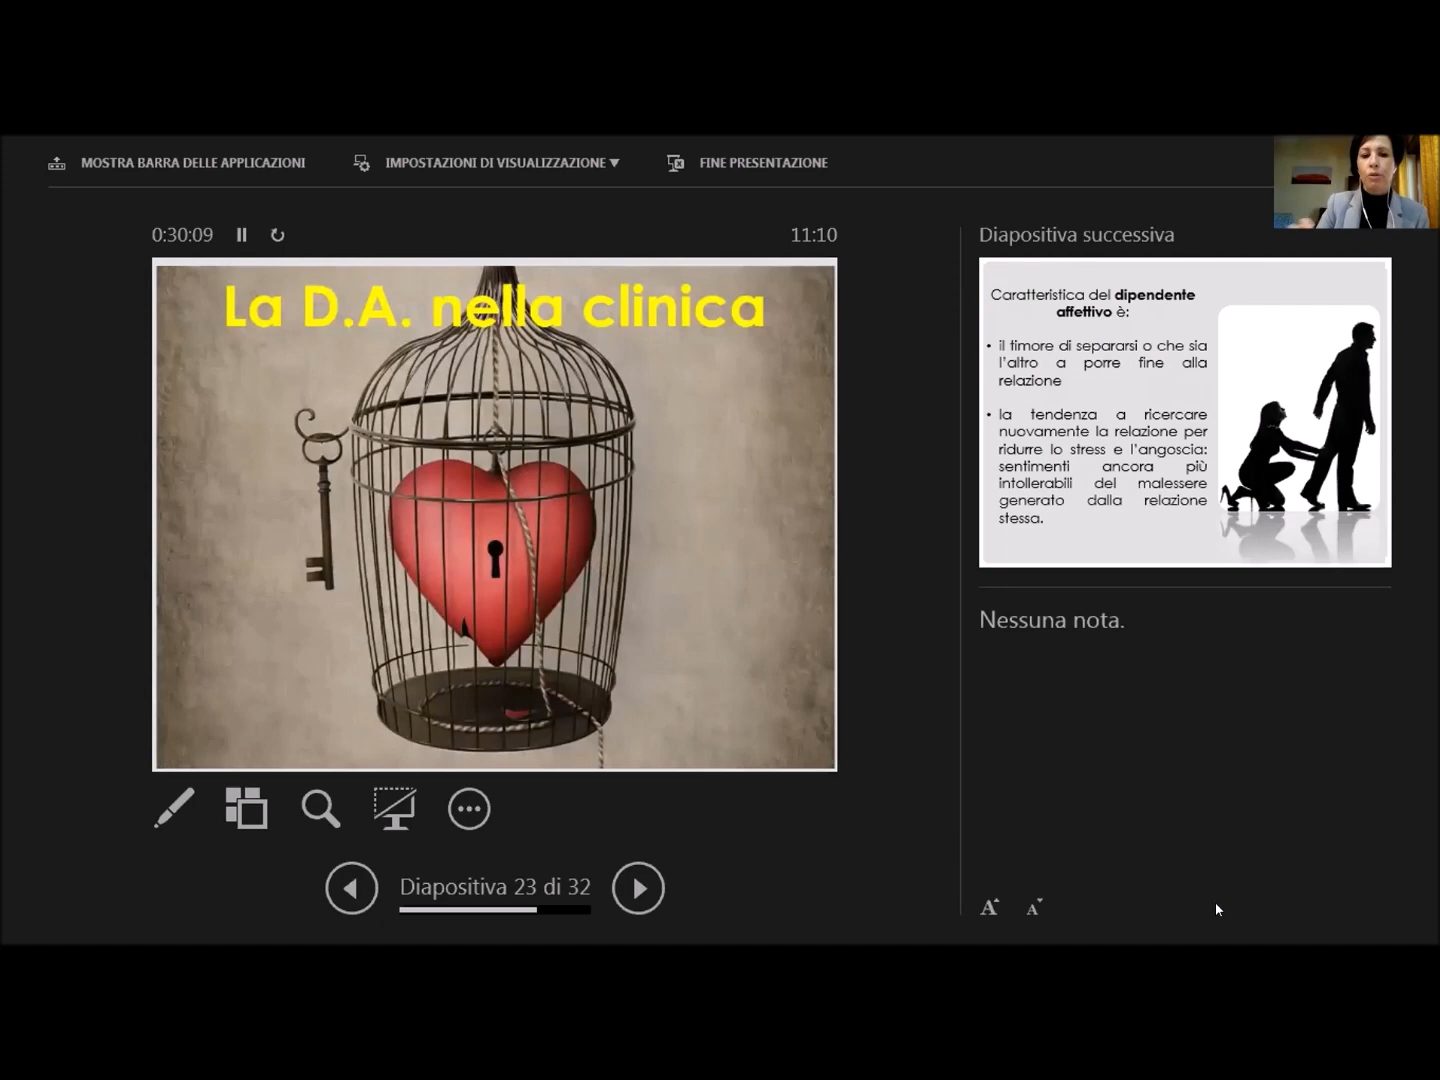 MOSTRA BARRA DELLE APPLICAZIONI
IMPOSTAZIONI DI VISUALIZZAZIONE ▼
FINE PRESENTAZIONE
0:30:09
11:10
La D.A. nella clinica
Diapositiva 23 di 32
Diapositiva successiva
Caratteristica del dipendente
affettivo è:
• il timore di separarsi o che sia
l'altro a porre fine alla
relazione
• la tendenza a ricercare
nuovamente la relazione per
ridurre lo stress e l'angoscia:
sentimenti ancora più
intollerabili del malessere
generato dalla relazione
stessa.
Nessuna nota.
A A